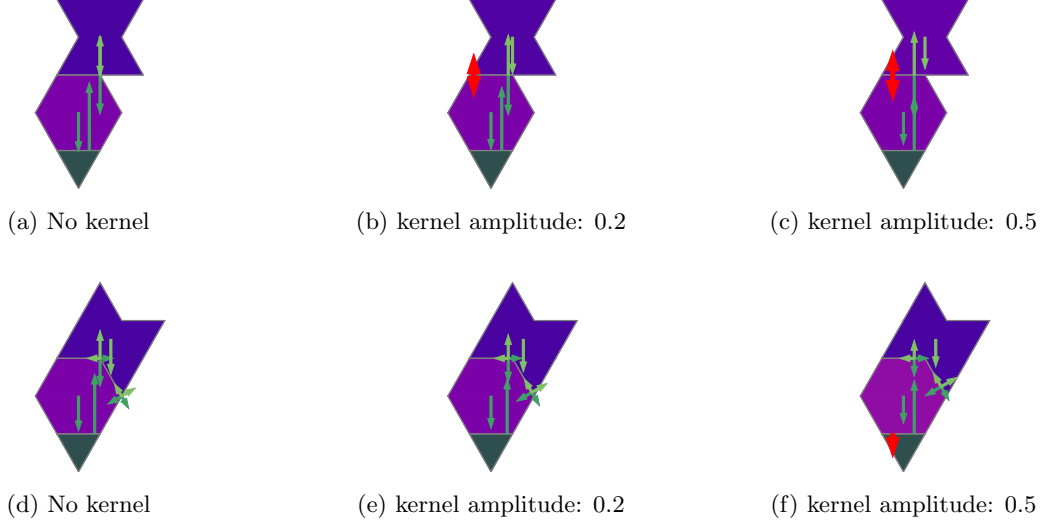 (a) No kernel
(b) kernel amplitude: 0.2
(c) kernel amplitude: 0.5
(d) No kernel
(e) kernel amplitude: 0.2
(f) kernel amplitude: 0.5